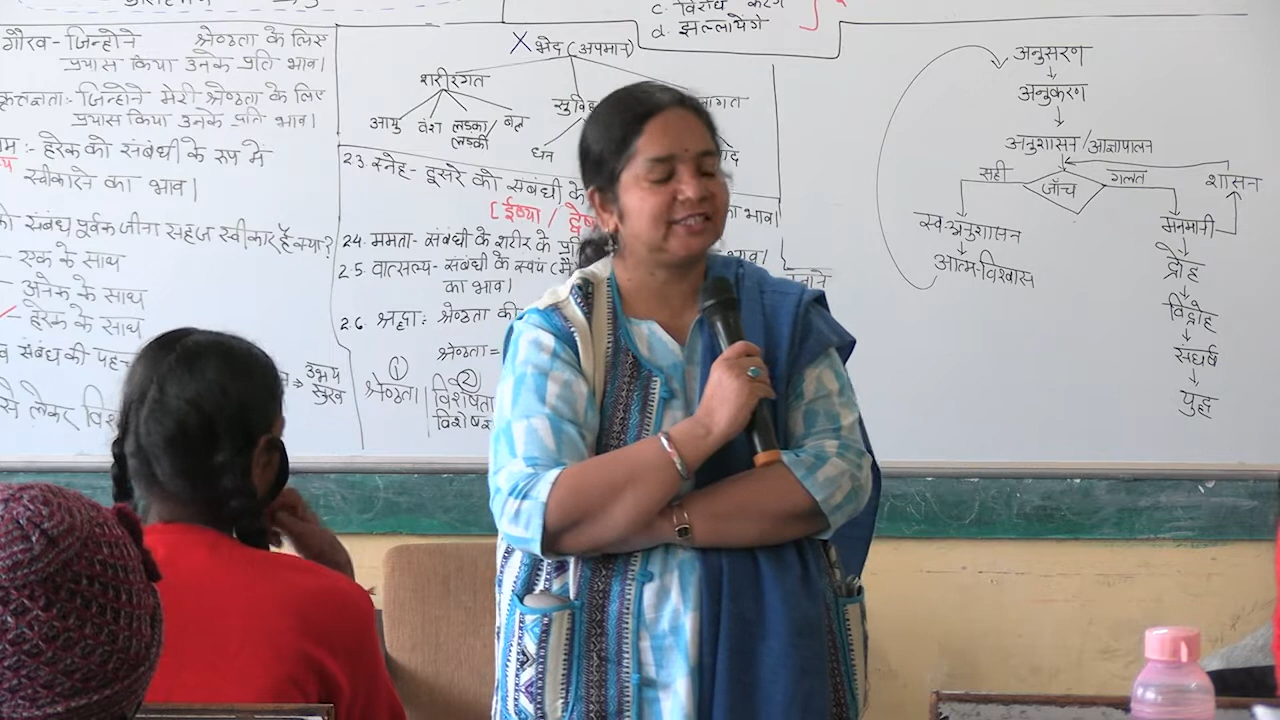 c. विरोध करेंगे
d. झल्लायेंगे
गौरव - जिन्होंने श्रेष्ठता के लिए
प्रयास किया उनके प्रति भाव।
कृतज्ञता:- जिन्होंने मेरी श्रेष्ठता के लिए
प्रयास किया उनके प्रति भाव।
:- हरेक को संबंधी के रूप में
स्वीकारने का भाव।
संबंध पूर्वक जीना सहज स्वीकार है क्या?
- एक के साथ
- अनेक के साथ
- हरेक के साथ
संबंध की
से लेकर
उभय
सुख
X भेद (अपमान)
शरीरगत
आयु वंश लड़का/ बल
लड़की
धन
23 स्नेह - दूसरे को संबंधी के
का भाव।
[ईर्ष्या /
24. ममता - संबंधी के शरीर के
भाव।
25. वात्सल्य - संबंधी के स्वयं (मैं
का भाव।
26. श्रद्धा: श्रेष्ठता की
श्रेष्ठता =
① श्रेष्ठता
②
अनुसरण
अनुकरण
अनुशासन/आज्ञापालन
सही जाँच गलत शासन
स्व-अनुशासन मनमानी
आत्म-विश्वास द्रोह
विद्रोह
संघर्ष
युद्ध